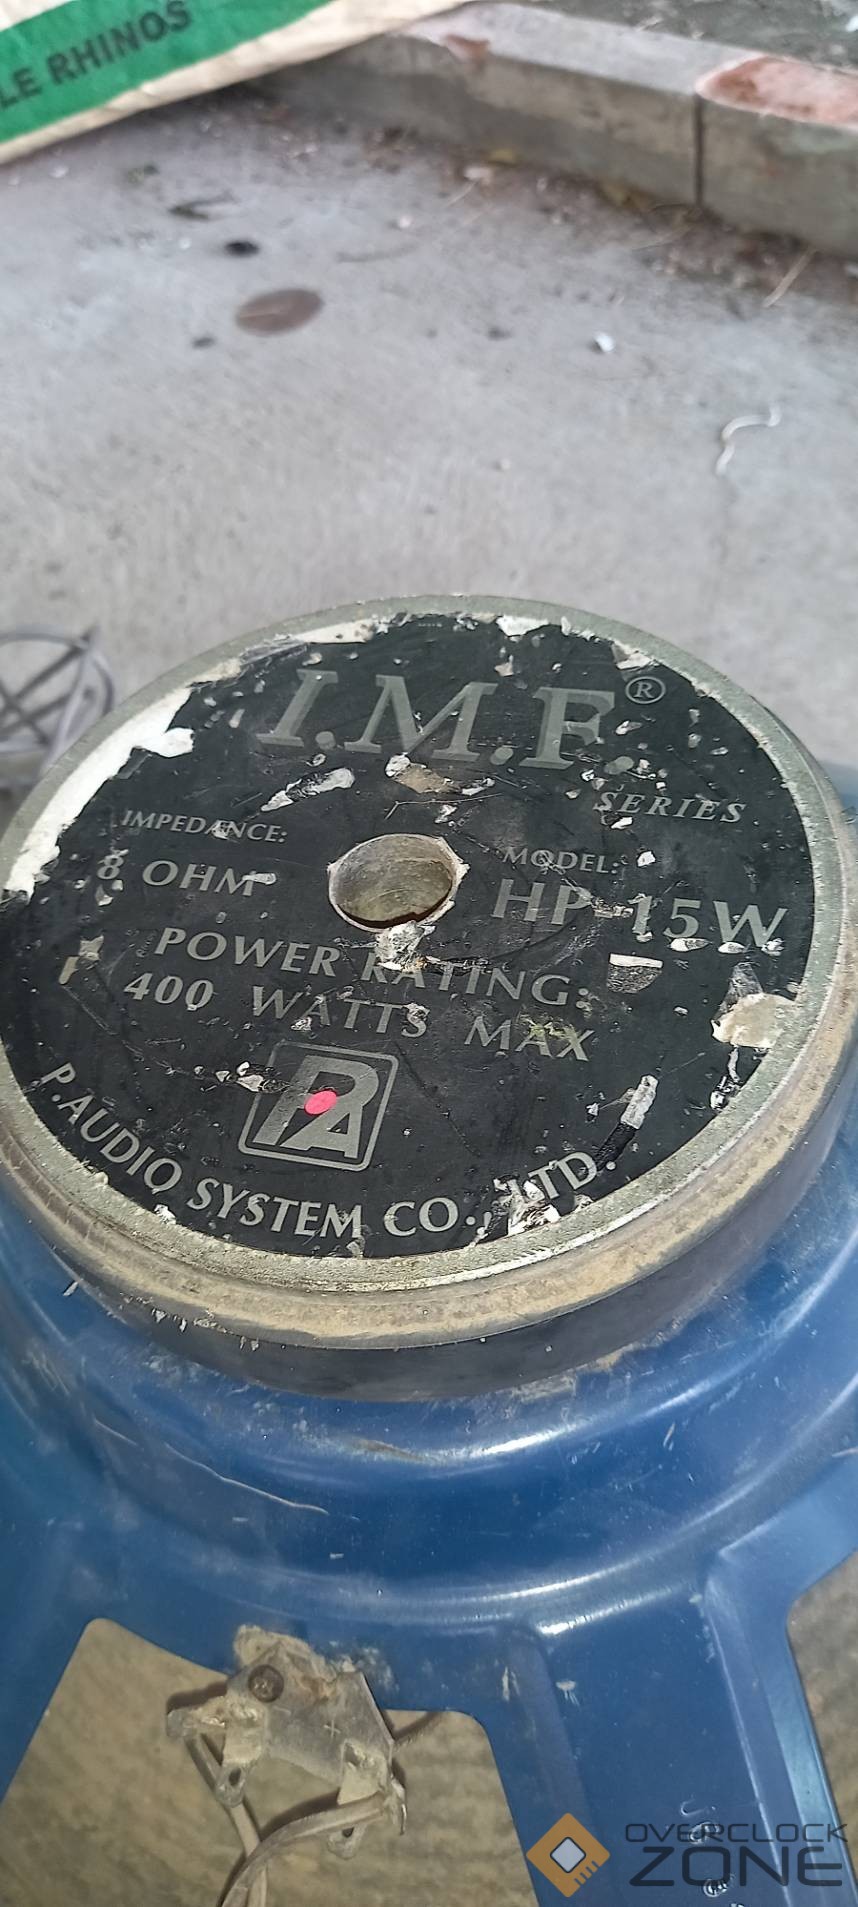 LE RHINOS
I.M.F.®
SERIES
IMPEDANCE:
8 OHM
MODEL:
HP-15W
POWER RATING:
400 WATTS MAX
PA
P.AUDIO SYSTEM CO., LTD.
OVERCLOCK
ZONE